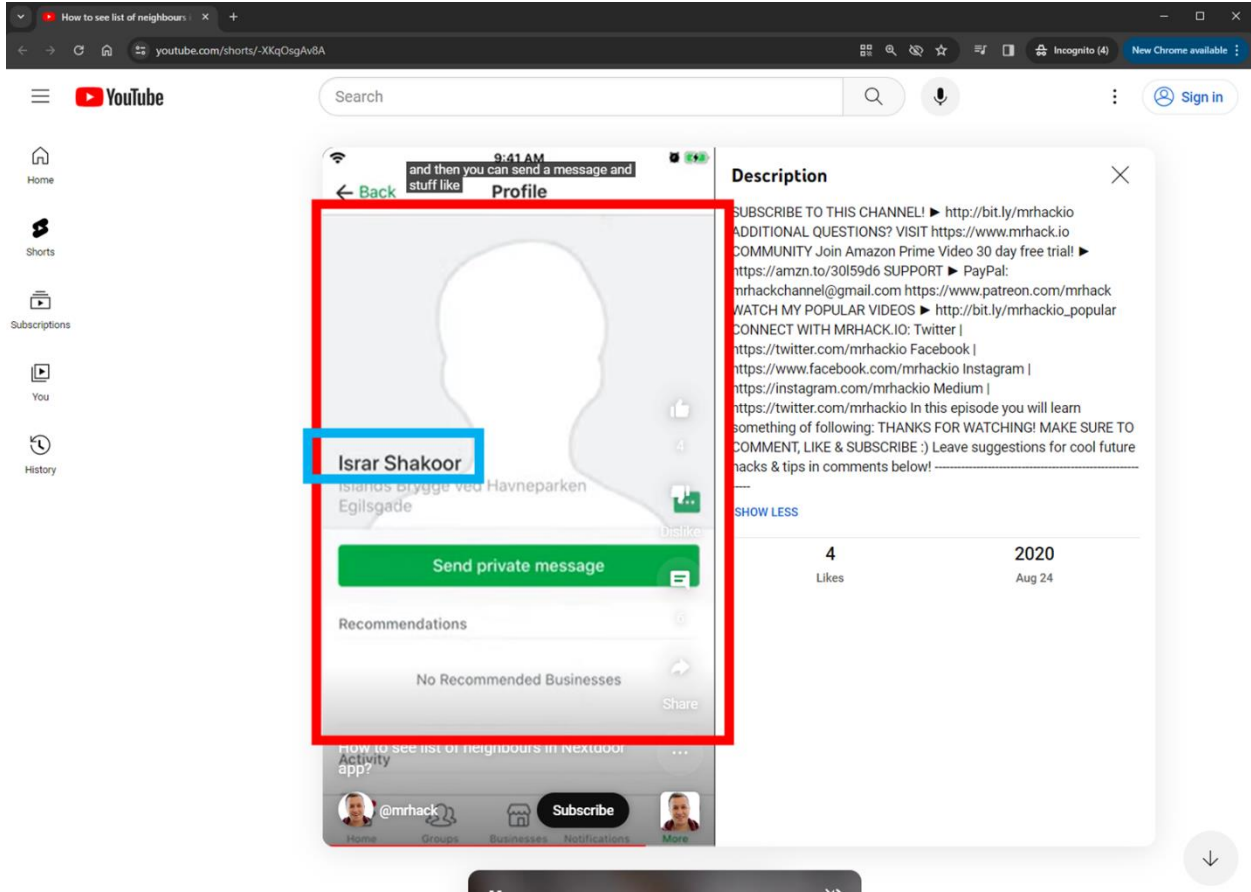 How to see list of neighbours i
youtube.com/shorts/-XKqOsgAv8A
Incognito (4)
New Chrome available
YouTube
Search
Sign in
Home
Shorts
Subscriptions
You
History
9:41 AM
and then you can send a message and
stuff like
Back
Profile
Israr Shakoor
Islands Brygge ved Havneparken
Egilsgade
4
Dislike
Send private message
6
Recommendations
No Recommended Businesses
Share
How to see list of neighbours in Nextdoor
app?
Activity
@mrhack
Subscribe
Home
Groups
Businesses
Notifications
More
Description
SUBSCRIBE TO THIS CHANNEL! ► http://bit.ly/mrhackio
ADDITIONAL QUESTIONS? VISIT https://www.mrhack.io
COMMUNITY Join Amazon Prime Video 30 day free trial! ►
https://amzn.to/30l59d6 SUPPORT ► PayPal:
mrhackchannel@gmail.com https://www.patreon.com/mrhack
WATCH MY POPULAR VIDEOS ► http://bit.ly/mrhackio_popular
CONNECT WITH MRHACK.IO: Twitter |
https://twitter.com/mrhackio Facebook |
https://www.facebook.com/mrhackio Instagram |
https://instagram.com/mrhackio Medium |
https://twitter.com/mrhackio In this episode you will learn
something of following: THANKS FOR WATCHING! MAKE SURE TO
COMMENT, LIKE & SUBSCRIBE :) Leave suggestions for cool future
hacks & tips in comments below! -----------------------------------------------------
----
SHOW LESS
4
Likes
2020
Aug 24